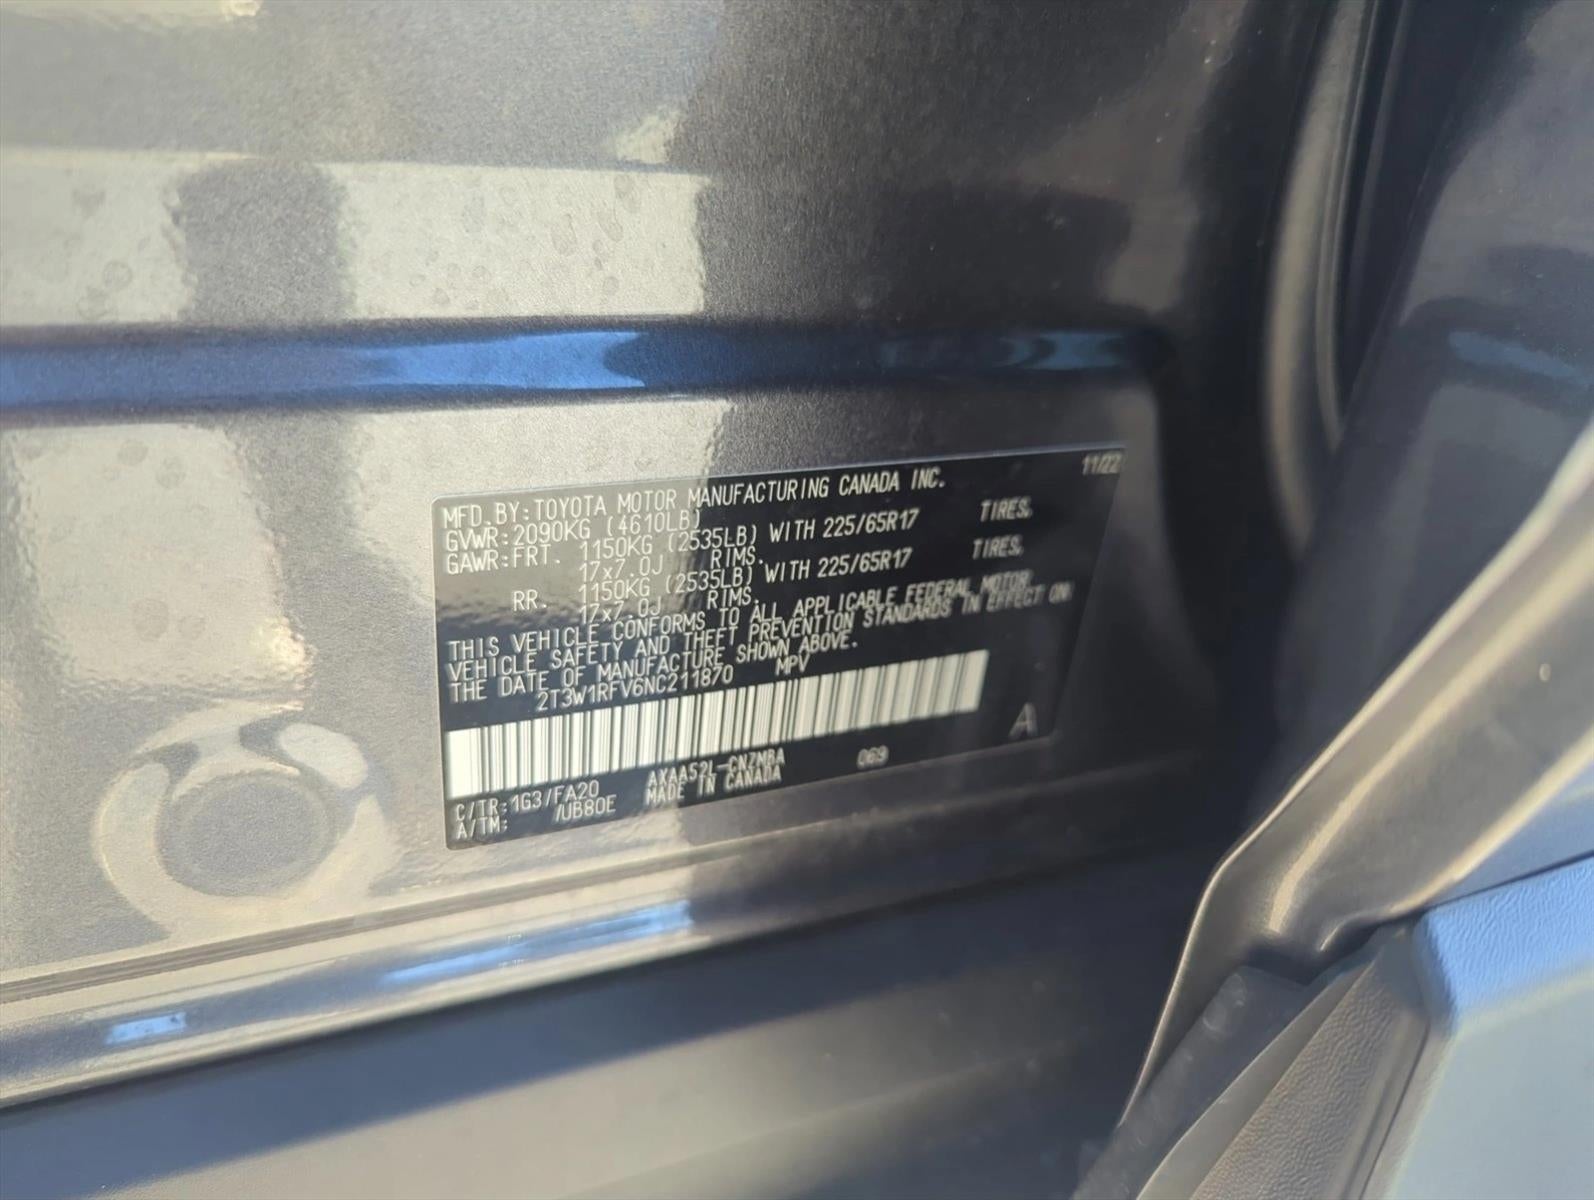 MFD.BY:TOYOTA MOTOR MANUFACTURING CANADA INC. 11/22
GVWR:2090KG (4610LB)
GAWR:FRT. 1150KG (2535LB) WITH 225/65R17 TIRES.
17x7.0J RIMS.
RR. 1150KG (2535LB) WITH 225/65R17 TIRES.
17x7.0J RIMS.
THIS VEHICLE CONFORMS TO ALL APPLICABLE FEDERAL MOTOR
VEHICLE SAFETY AND THEFT PREVENTION STANDARDS IN EFFECT ON
THE DATE OF MANUFACTURE SHOWN ABOVE.
2T3W1RFV6NC211870 MPV
A
C/TR:1G3/FA20 AXAA52L-CNZMBA 069
A/TM: /UB80E MADE IN CANADA